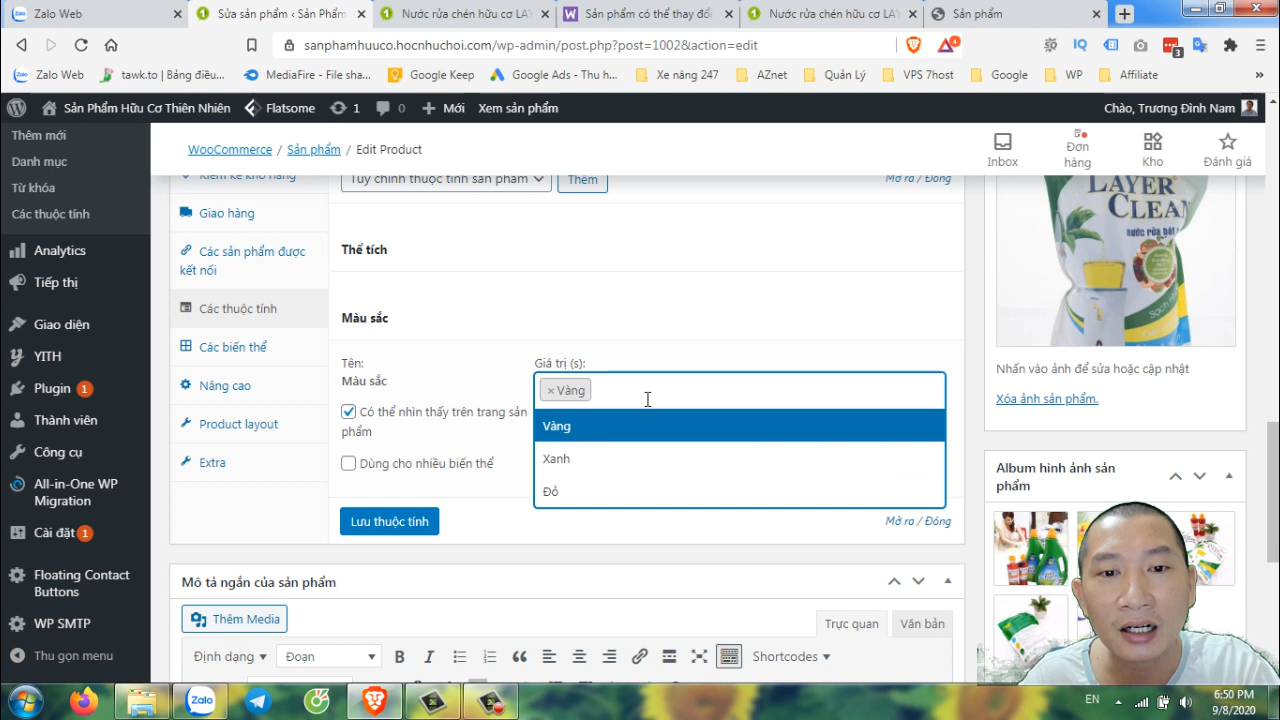 Zalo Web
Sửa sản phẩm ‹ Sản Phẩm
Nước rửa chén hữu cơ LAY
Sản phẩm có thể thay đổi
Nước rửa chén hữu cơ LAY
Sản phẩm
sanphamhuuco.hocnhuchoi.com/wp-admin/post.php?post=1002&action=edit
4
IQ
3
Zalo Web
tawk.to | Bảng điều...
MediaFire - File sha...
Google Keep
Google Ads - Thu h...
Xe nâng 247
AZnet
Quản Lý
VPS 7host
Google
WP
Affiliate
»
Sản Phẩm Hữu Cơ Thiên Nhiên
Flatsome
1
0
Mới
Xem sản phẩm
Chào, Trương Đình Nam
Thêm mới
Danh mục
Từ khóa
Các thuộc tính
Analytics
Tiếp thị
Giao diện
YITH
Plugin 1
Thành viên
Công cụ
All-in-One WP
Migration
Cài đặt 1
Floating Contact
Buttons
WP SMTP
Thu gọn menu
WooCommerce / Sản phẩm / Edit Product
Inbox
Đơn
hàng
Kho
Đánh giá
Kiểm kê kho hàng
Giao hàng
Các sản phẩm được
kết nối
Các thuộc tính
Các biến thể
Nâng cao
Product layout
Extra
Tùy chỉnh thuộc tính sản phẩm
Thêm
Mở ra / Đóng
Thể tích
Màu sắc
Tên:
Màu sắc
Có thể nhìn thấy trên trang sản
phẩm
Dùng cho nhiều biến thể
Giá trị (s):
× Vàng
Vàng
Xanh
Đỏ
Lưu thuộc tính
Mở ra / Đóng
Mô tả ngắn của sản phẩm
Thêm Media
Trực quan
Văn bản
Định dạng
Đoạn
B
I
Shortcodes
LAYER
CLEAN
nước rửa bát
Nhấn vào ảnh để sửa hoặc cập nhật
Xóa ảnh sản phẩm.
Album hình ảnh sản
phẩm
Zalo
EN
6:50 PM
9/8/2020